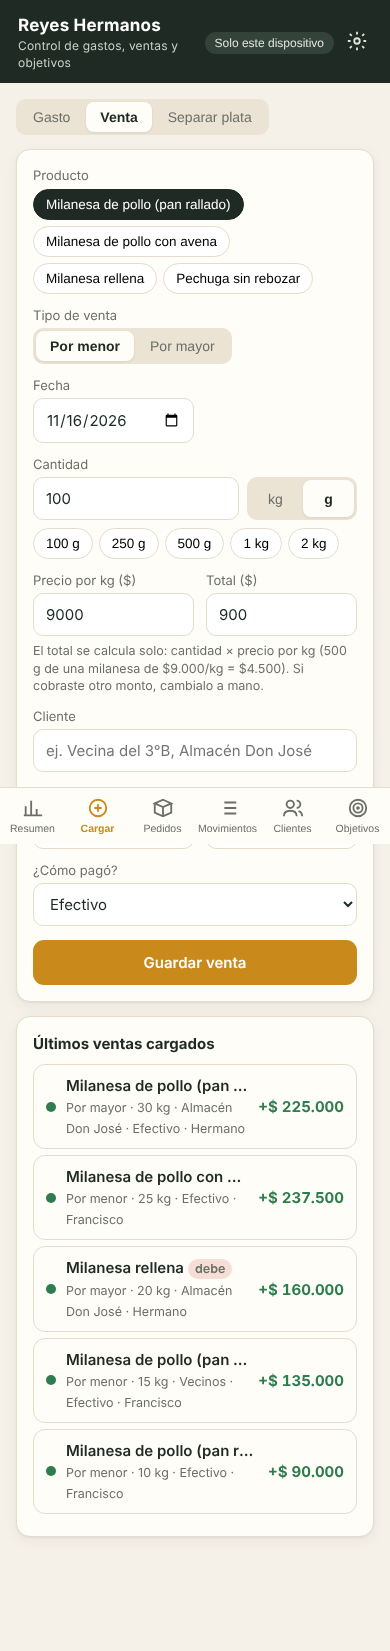 Reyes Hermanos
Control de gastos, ventas y
objetivos
Solo este dispositivo
Gasto
Venta
Separar plata
Producto
Milanesa de pollo (pan rallado)
Milanesa de pollo con avena
Milanesa rellena
Pechuga sin rebozar
Tipo de venta
Por menor
Por mayor
Fecha
11/16/2026
Cantidad
100
kg
g
100 g
250 g
500 g
1 kg
2 kg
Precio por kg ($)
Total ($)
9000
900
El total se calcula solo: cantidad × precio por kg (500
g de una milanesa de $9.000/kg = $4.500). Si
cobraste otro monto, cambialo a mano.
Cliente
ej. Vecina del 3°B, Almacén Don José
Resumen
Cargar
Pedidos
Movimientos
Clientes
Objetivos
¿Cómo pagó?
Efectivo
Guardar venta
Últimos ventas cargados
Milanesa de pollo (pan ...
Por mayor · 30 kg · Almacén
Don José · Efectivo · Hermano
+$ 225.000
Milanesa de pollo con ...
Por menor · 25 kg · Efectivo ·
Francisco
+$ 237.500
Milanesa rellena debe
Por mayor · 20 kg · Almacén
Don José · Hermano
+$ 160.000
Milanesa de pollo (pan ...
Por menor · 15 kg · Vecinos ·
Efectivo · Francisco
+$ 135.000
Milanesa de pollo (pan r...
Por menor · 10 kg · Efectivo ·
Francisco
+$ 90.000